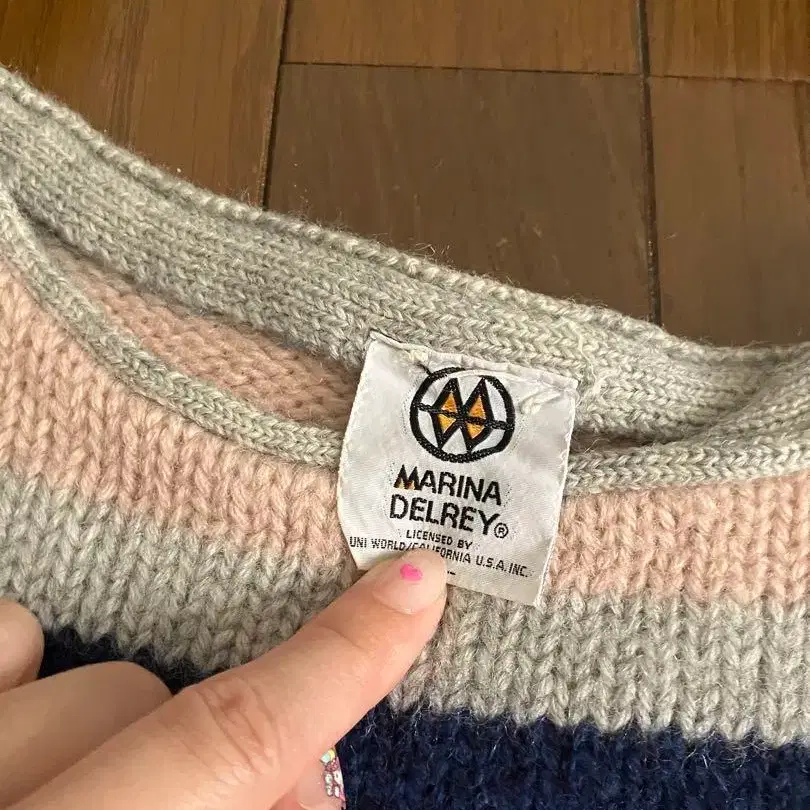 MARINA
DELREY®
LICENSED BY
UNI WORLD/CALIFORNIA U.S.A. INC.